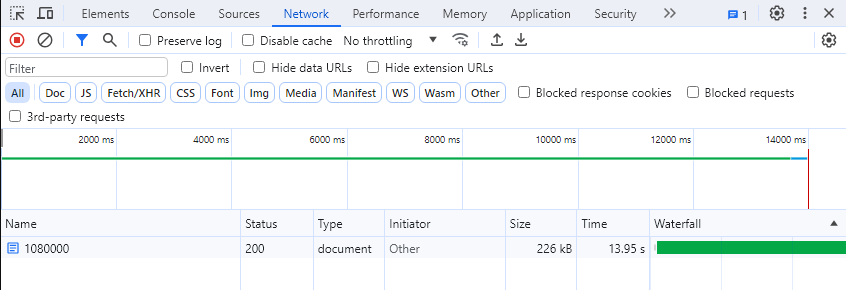 Elements Console Sources Network Performance Memory Application Security 1
Preserve log Disable cache No throttling
Filter Invert Hide data URLs Hide extension URLs
All Doc JS Fetch/XHR CSS Font Img Media Manifest WS Wasm Other Blocked response cookies Blocked requests
3rd-party requests
2000 ms 4000 ms 6000 ms 8000 ms 10000 ms 12000 ms 14000 ms
Name Status Type Initiator Size Time Waterfall
1080000 200 document Other 226 kB 13.95 s